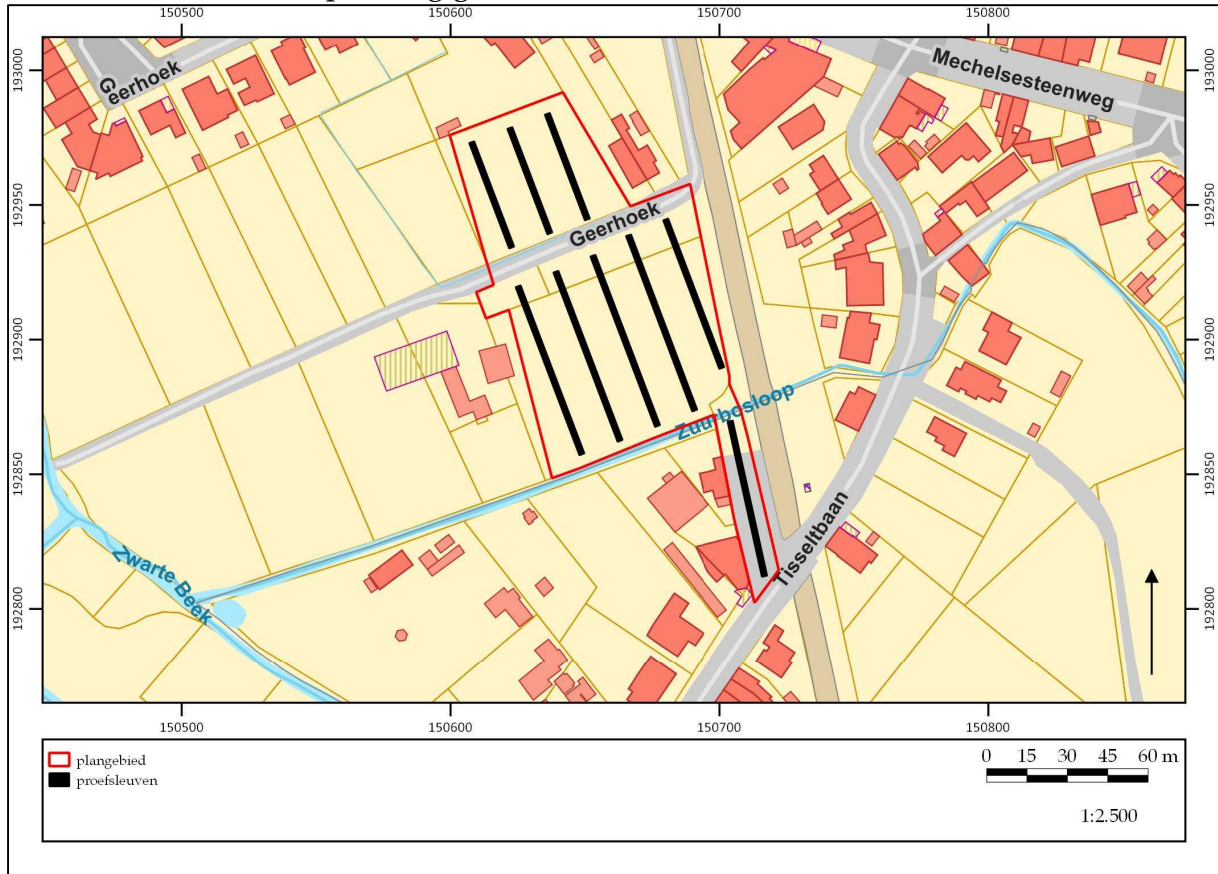 150500 150600 150700 150800
193000 193000
192950 192950
192900 192900
192850 192850
192800 192800
Geerhoek
Mechelsesteenweg
Geerhoek
Zuurbosloop
Tisseltbaan
Zwarte Beek
150500 150600 150700 150800
plangebied
proefsleuven
0 15 30 45 60 m
1:2.500